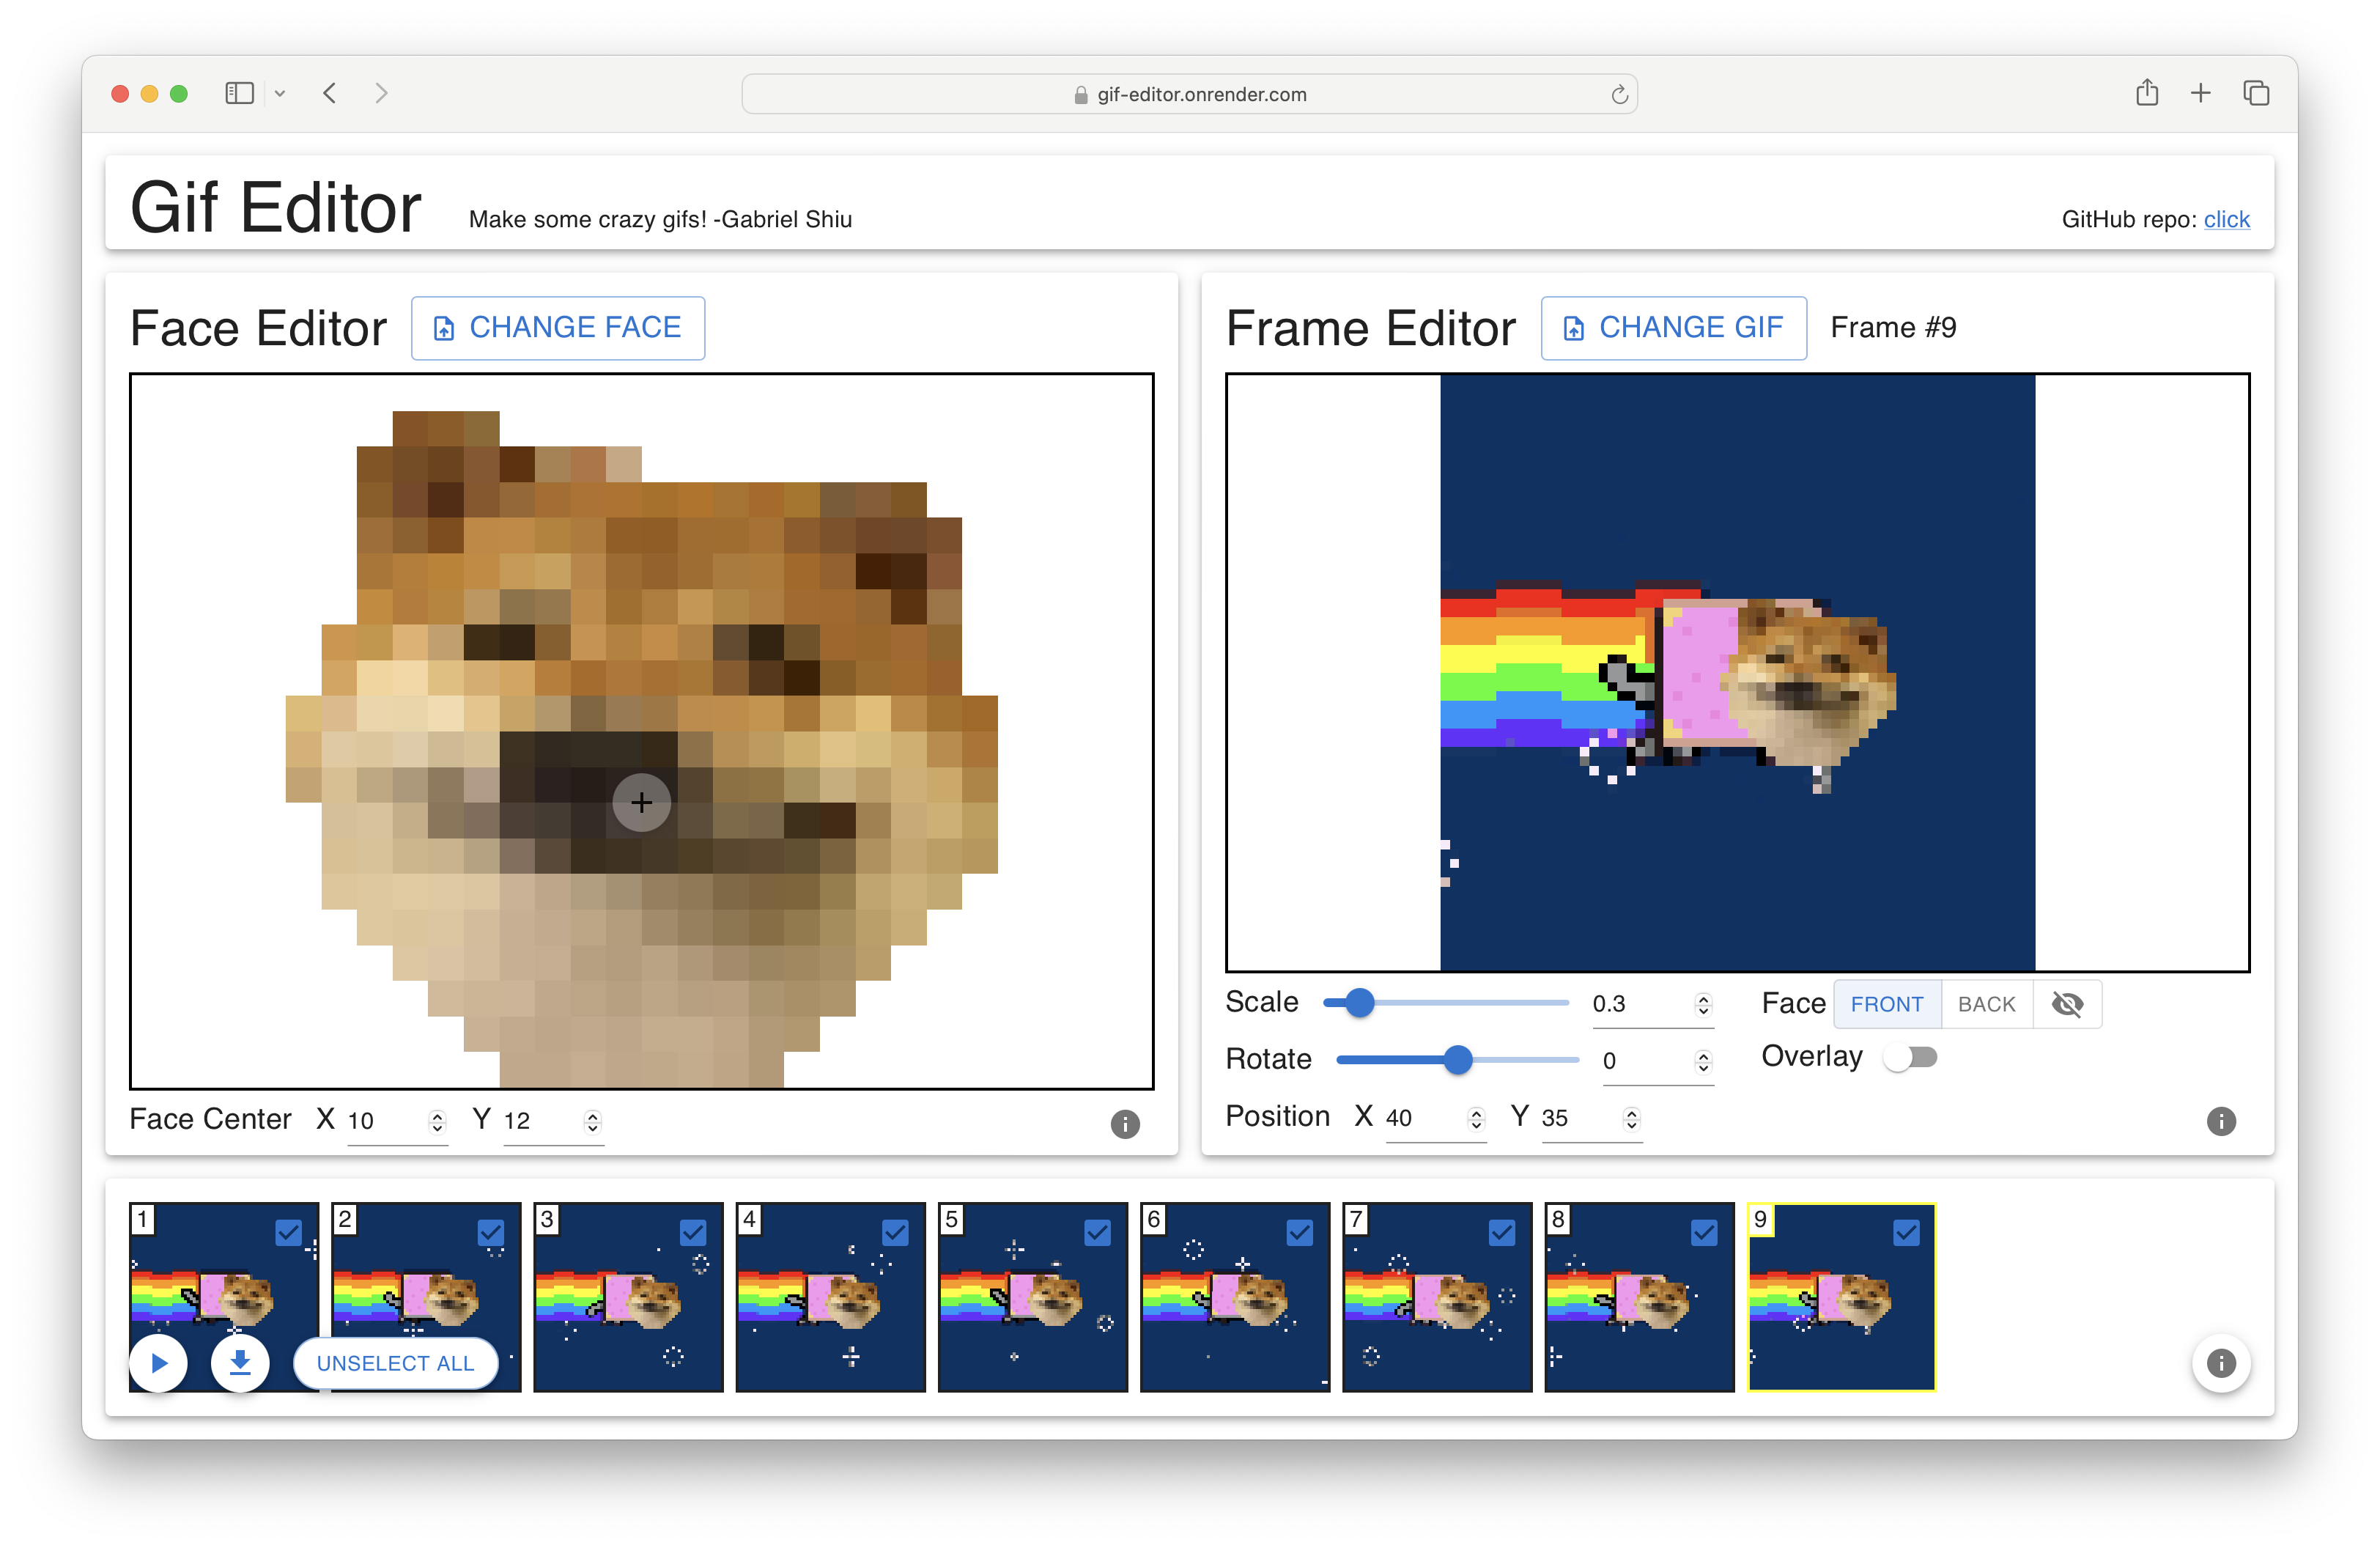 gif-editor.onrender.com
Gif Editor
Make some crazy gifs! -Gabriel Shiu
GitHub repo: click
Face Editor
CHANGE FACE
Frame Editor
CHANGE GIF
Frame #9
Scale
0.3
Face
FRONT
BACK
Rotate
0
Overlay
Face Center X 10 Y 12
Position X 40 Y 35
1
2
3
4
5
6
7
8
9
UNSELECT ALL